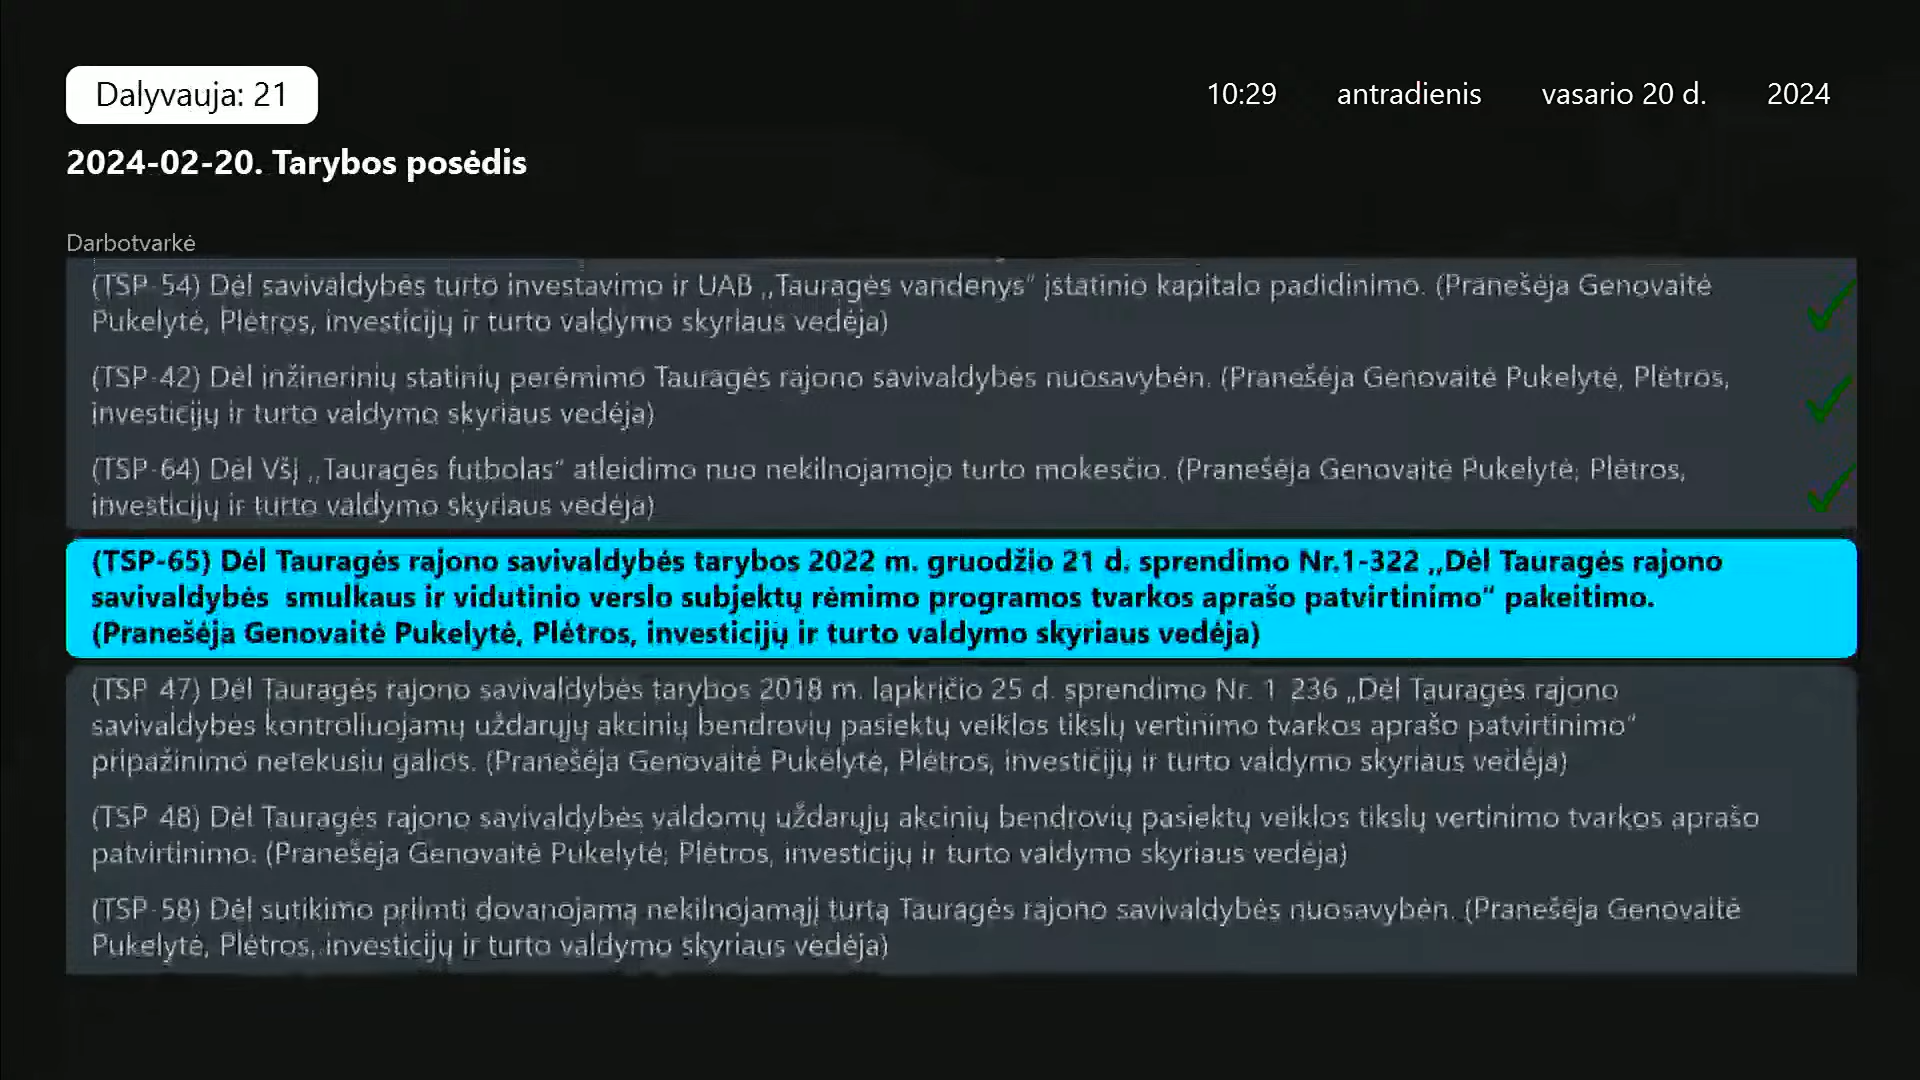 Dalyvauja: 21
10:29 antradienis vasario 20 d. 2024
2024-02-20. Tarybos posėdis
Darbotvarkė
(TSP-54) Dėl savivaldybės turto investavimo ir UAB „Tauragės vandenys“ įstatinio kapitalo padidinimo. (Pranešėja Genovaitė
Pukelytė, Plėtros, investicijų ir turto valdymo skyriaus vedėja)
(TSP-42) Dėl inžinerinių statinių perėmimo Tauragės rajono savivaldybės nuosavybėn. (Pranešėja Genovaitė Pukelytė, Plėtros,
investicijų ir turto valdymo skyriaus vedėja)
(TSP-64) Dėl VšĮ „Tauragės futbolas“ atleidimo nuo nekilnojamojo turto mokesčio. (Pranešėja Genovaitė Pukelytė, Plėtros,
investicijų ir turto valdymo skyriaus vedėja)
(TSP-65) Dėl Tauragės rajono savivaldybės tarybos 2022 m. gruodžio 21 d. sprendimo Nr.1-322 „Dėl Tauragės rajono
savivaldybės smulkaus ir vidutinio verslo subjektų rėmimo programos tvarkos aprašo patvirtinimo“ pakeitimo.
(Pranešėja Genovaitė Pukelytė, Plėtros, investicijų ir turto valdymo skyriaus vedėja)
(TSP-47) Dėl Tauragės rajono savivaldybės tarybos 2018 m. lapkričio 25 d. sprendimo Nr. 1-236 „Dėl Tauragės rajono
savivaldybės kontroliuojamų uždarųjų akcinių bendrovių pasiektų veiklos tikslų vertinimo tvarkos aprašo patvirtinimo“
pripažinimo netekusiu galios. (Pranešėja Genovaitė Pukelytė, Plėtros, investicijų ir turto valdymo skyriaus vedėja)
(TSP-48) Dėl Tauragės rajono savivaldybės valdomų uždarųjų akcinių bendrovių pasiektų veiklos tikslų vertinimo tvarkos aprašo
patvirtinimo. (Pranešėja Genovaitė Pukelytė, Plėtros, investicijų ir turto valdymo skyriaus vedėja)
(TSP-58) Dėl sutikimo priimti dovanojamą nekilnojamąjį turtą Tauragės rajono savivaldybės nuosavybėn. (Pranešėja Genovaitė
Pukelytė, Plėtros, investicijų ir turto valdymo skyriaus vedėja)